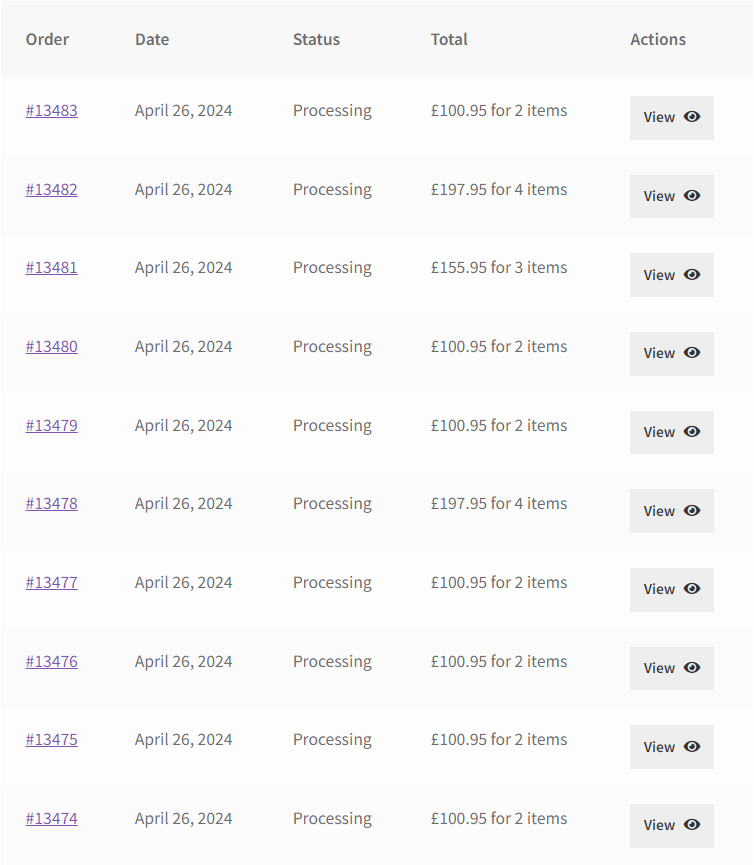 Order Date Status Total Actions
#13483 April 26, 2024 Processing £100.95 for 2 items View
#13482 April 26, 2024 Processing £197.95 for 4 items View
#13481 April 26, 2024 Processing £155.95 for 3 items View
#13480 April 26, 2024 Processing £100.95 for 2 items View
#13479 April 26, 2024 Processing £100.95 for 2 items View
#13478 April 26, 2024 Processing £197.95 for 4 items View
#13477 April 26, 2024 Processing £100.95 for 2 items View
#13476 April 26, 2024 Processing £100.95 for 2 items View
#13475 April 26, 2024 Processing £100.95 for 2 items View
#13474 April 26, 2024 Processing £100.95 for 2 items View